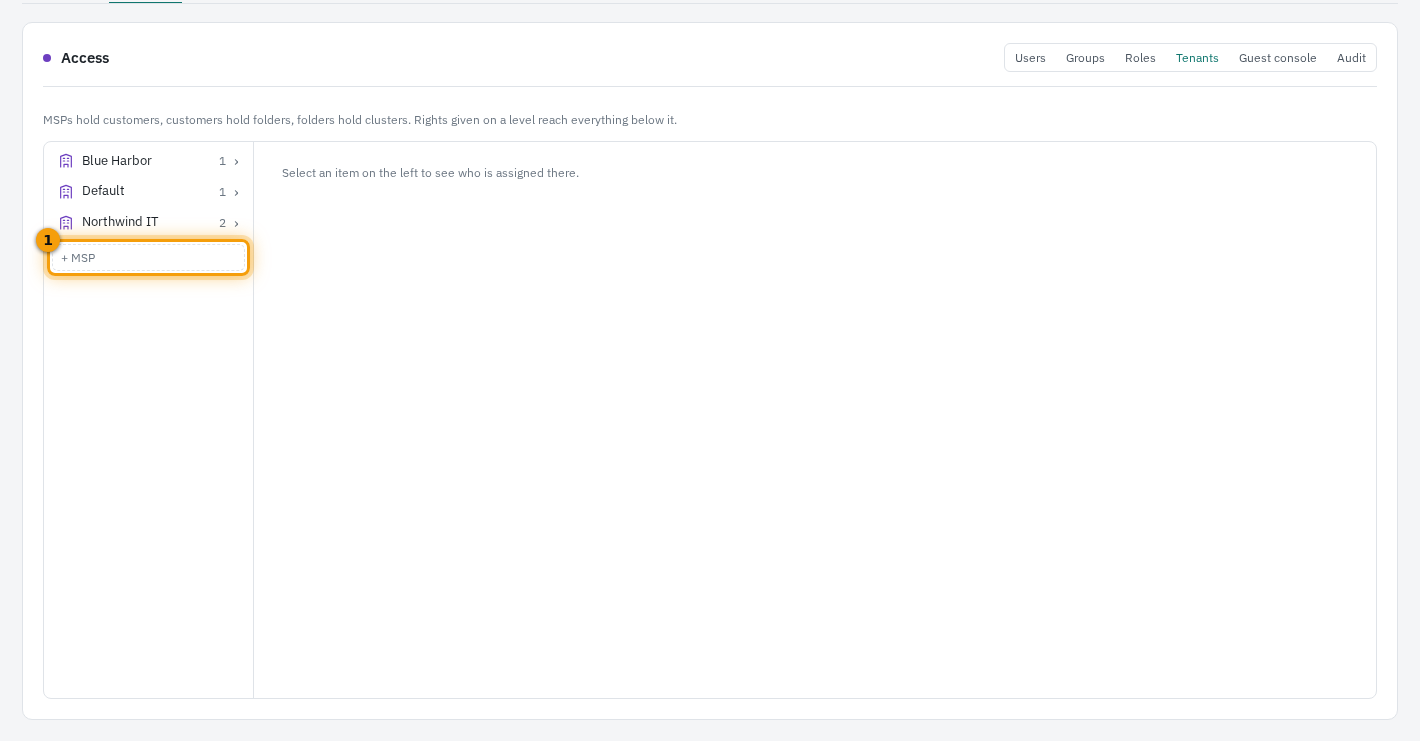 Access
Users Groups Roles Tenants Guest console Audit
MSPs hold customers, customers hold folders, folders hold clusters. Rights given on a level reach everything below it.
Blue Harbor 1 ›
Default 1 ›
Northwind IT 2 ›
1
+ MSP
Select an item on the left to see who is assigned there.